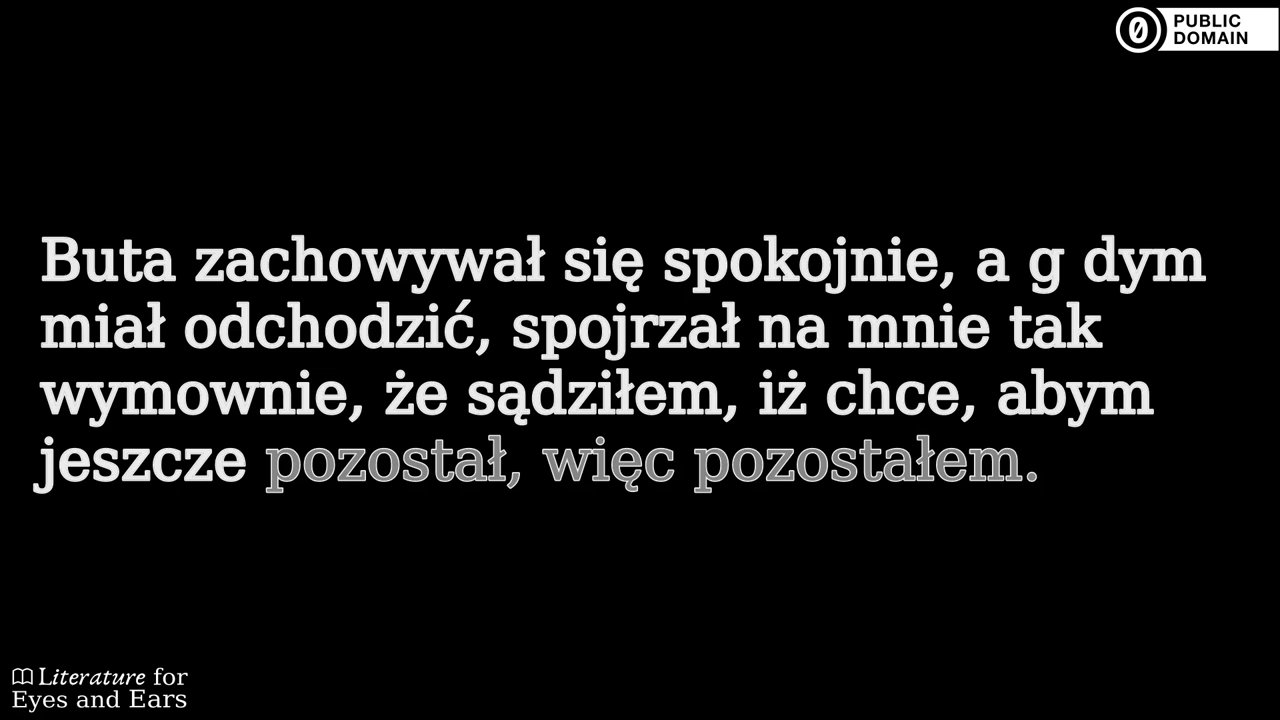 PUBLIC
DOMAIN
Buta zachowywał się spokojnie, a g dym
miał odchodzić, spojrzał na mnie tak
wymownie, że sądziłem, iż chce, abym
jeszcze pozostał, więc pozostałem.
Literature for
Eyes and Ears